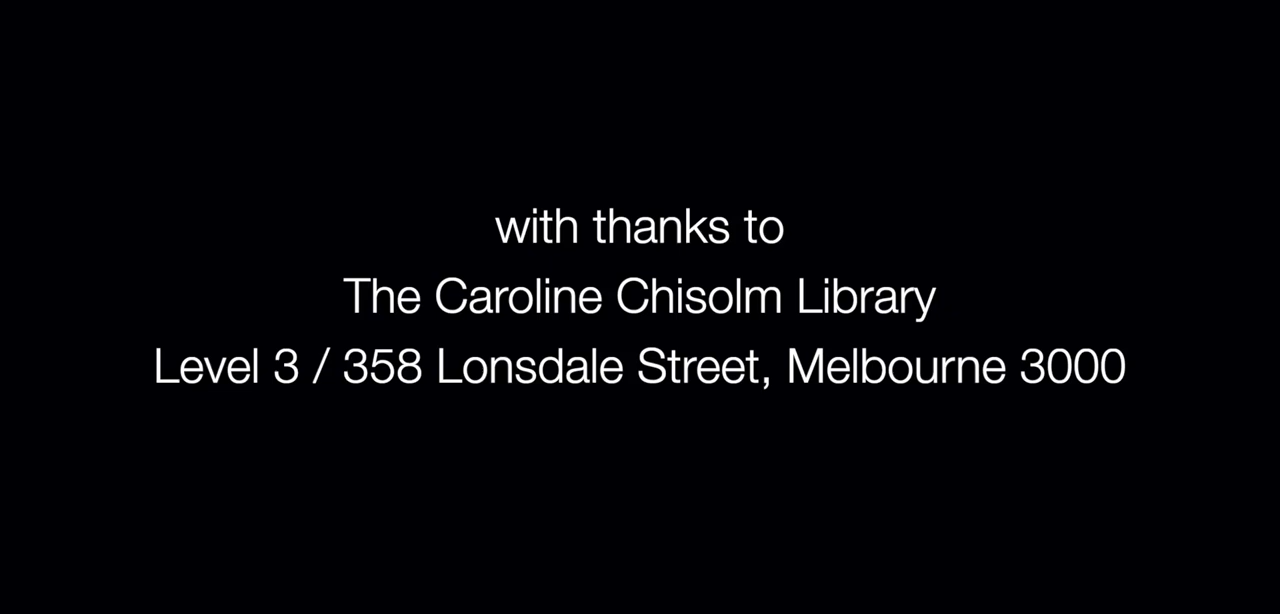 with thanks to
The Caroline Chisolm Library
Level 3 / 358 Lonsdale Street, Melbourne 3000